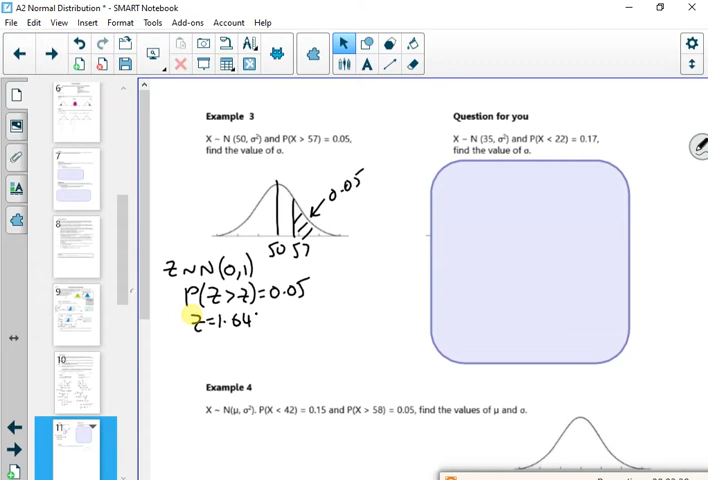 A2 Normal Distribution * - SMART Notebook
File Edit View Insert Format Tools Add-ons Account Help
6
7
8
9
10
11
Example 3
X ~ N (50, σ²) and P(X > 57) = 0.05,
find the value of σ.
0.05
50 57
Z ~ N(0,1)
P(Z>z)=0.05
z=1.64
Question for you
X ~ N (35, σ²) and P(X < 22) = 0.17,
find the value of σ.
Example 4
X ~ N(μ, σ²). P(X < 42) = 0.15 and P(X > 58) = 0.05, find the values of μ and σ.